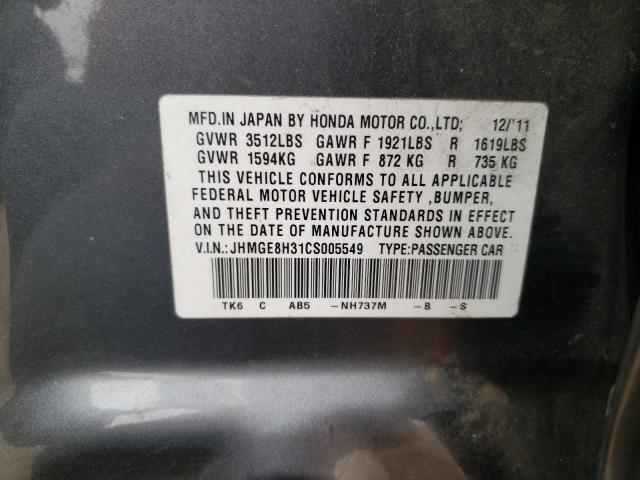 MFD.IN JAPAN BY HONDA MOTOR CO.,LTD; 12/'11
GVWR 3512LBS GAWR F 1921LBS R 1619LBS
GVWR 1594KG GAWR F 872 KG R 735 KG
THIS VEHICLE CONFORMS TO ALL APPLICABLE
FEDERAL MOTOR VEHICLE SAFETY ,BUMPER,
AND THEFT PREVENTION STANDARDS IN EFFECT
ON THE DATE OF MANUFACTURE SHOWN ABOVE.
V.I.N.:JHMGE8H31CS005549 TYPE:PASSENGER CAR
TK6 C AB5 -NH737M -8 -S